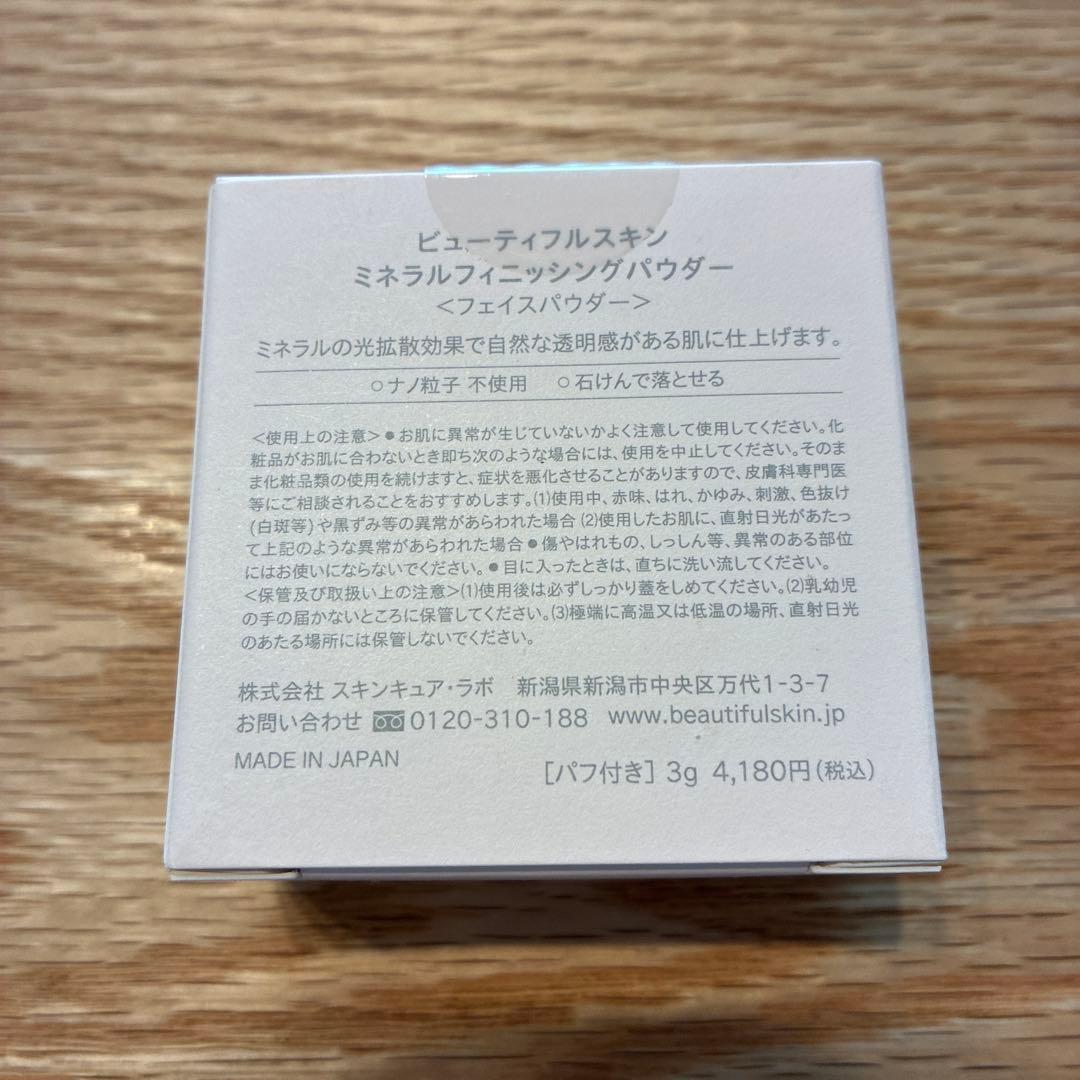 ビューティフルスキン
ミネラルフィニッシングパウダー
＜フェイスパウダー＞
ミネラルの光拡散効果で自然な透明感がある肌に仕上げます。
○ナノ粒子 不使用　○石けんで落とせる
＜使用上の注意＞●お肌に異常が生じていないかよく注意して使用してください。化
粧品がお肌に合わないとき即ち次のような場合には、使用を中止してください。そのま
ま化粧品類の使用を続けますと、症状を悪化させることがありますので、皮膚科専門医
等にご相談されることをおすすめします。(1)使用中、赤味、はれ、かゆみ、刺激、色抜け
(白斑等)や黒ずみ等の異常があらわれた場合(2)使用したお肌に、直射日光があたっ
て上記のような異常があらわれた場合●傷やはれもの、しっしん等、異常のある部位
にはお使いにならないでください。●目に入ったときは、直ちに洗い流してください。
＜保管及び取扱い上の注意＞(1)使用後は必ずしっかり蓋をしめてください。(2)乳幼児
の手の届かないところに保管してください。(3)極端に高温又は低温の場所、直射日光
のあたる場所には保管しないでください。
株式会社 スキンキュア・ラボ　新潟県新潟市中央区万代1-3-7
お問い合わせ 0120-310-188 www.beautifulskin.jp
MADE IN JAPAN
［パフ付き］3g 4,180円(税込)